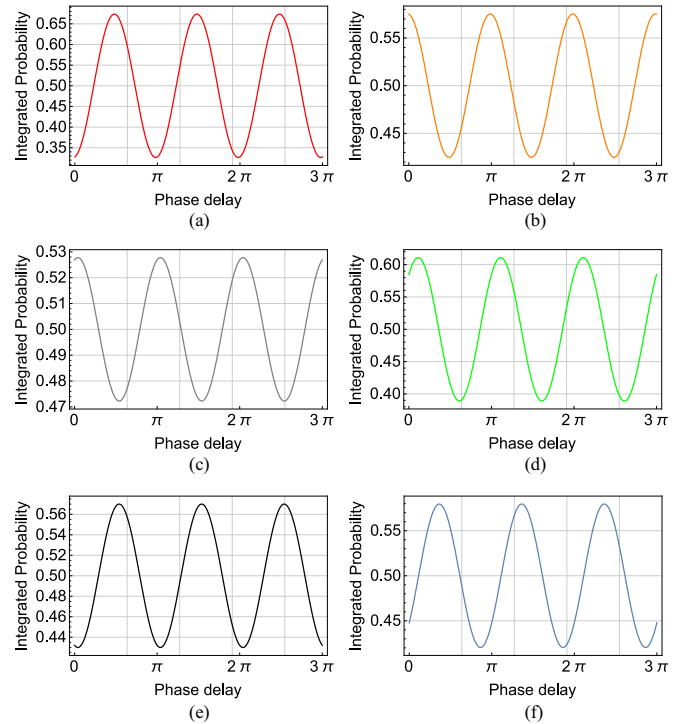 Integrated Probability
0.65
0.60
0.55
0.50
0.45
0.40
0.35
0 π 2 π 3 π
Phase delay
(a)
Integrated Probability
0.55
0.50
0.45
0 π 2 π 3 π
Phase delay
(b)
Integrated Probability
0.53
0.52
0.51
0.50
0.49
0.48
0.47
0 π 2 π 3 π
Phase delay
(c)
Integrated Probability
0.60
0.55
0.50
0.45
0.40
0 π 2 π 3 π
Phase delay
(d)
Integrated Probability
0.56
0.54
0.52
0.50
0.48
0.46
0.44
0 π 2 π 3 π
Phase delay
(e)
Integrated Probability
0.55
0.50
0.45
0 π 2 π 3 π
Phase delay
(f)